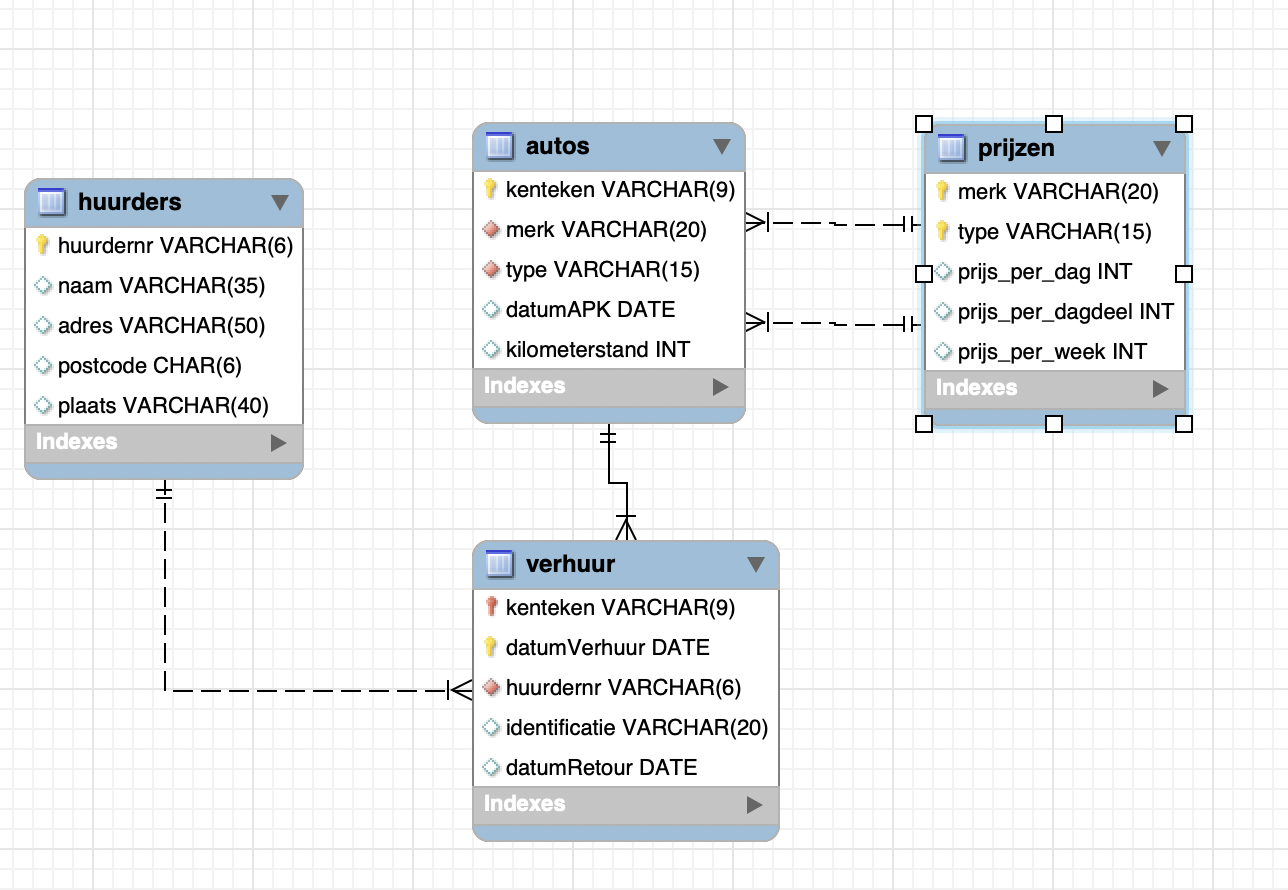 huurders
huurdernr VARCHAR(6)
naam VARCHAR(35)
adres VARCHAR(50)
postcode CHAR(6)
plaats VARCHAR(40)
Indexes
autos
kenteken VARCHAR(9)
merk VARCHAR(20)
type VARCHAR(15)
datumAPK DATE
kilometerstand INT
Indexes
prijzen
merk VARCHAR(20)
type VARCHAR(15)
prijs_per_dag INT
prijs_per_dagdeel INT
prijs_per_week INT
Indexes
verhuur
kenteken VARCHAR(9)
datumVerhuur DATE
huurdernr VARCHAR(6)
identificatie VARCHAR(20)
datumRetour DATE
Indexes